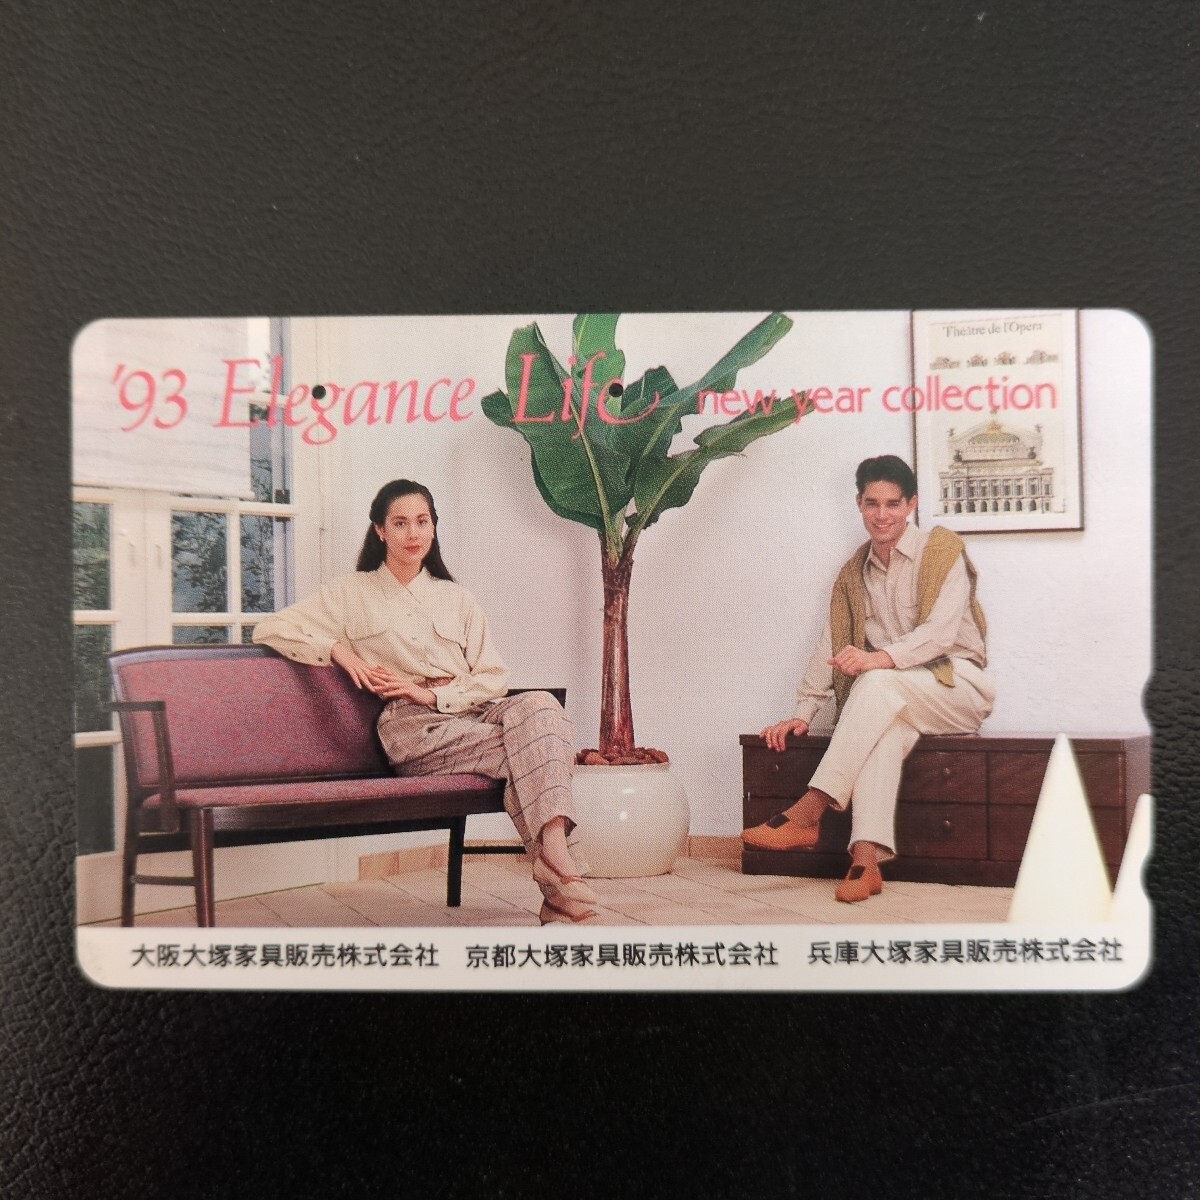 '93 Elegance Life new year collection
Théâtre de l'Opéra
大阪大塚家具販売株式会社 京都大塚家具販売株式会社 兵庫大塚家具販売株式会社